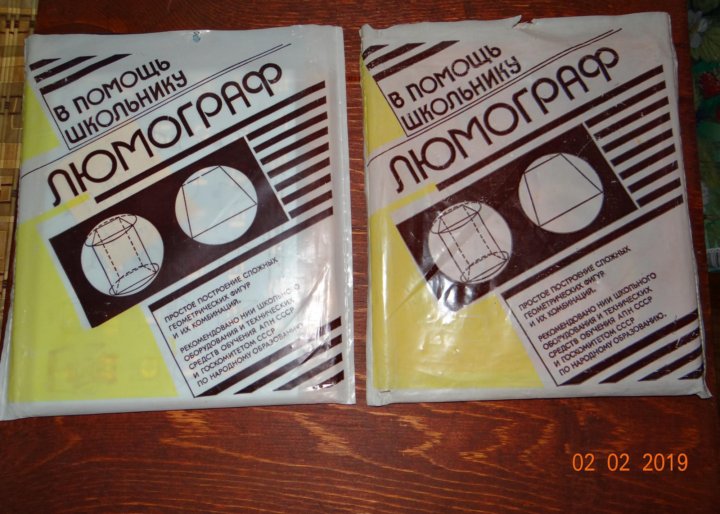 В ПОМОЩЬ
ШКОЛЬНИКУ
ЛЮМОГРАФ
ПРОСТОЕ ПОСТРОЕНИЕ СЛОЖНЫХ
ГЕОМЕТРИЧЕСКИХ ФИГУР
И ИХ КОМБИНАЦИЙ.
РЕКОМЕНДОВАНО НИИ ШКОЛЬНОГО
ОБОРУДОВАНИЯ И ТЕХНИЧЕСКИХ
СРЕДСТВ ОБУЧЕНИЯ АПН СССР
И ГОСКОМИТЕТОМ СССР
ПО НАРОДНОМУ ОБРАЗОВАНИЮ.
В ПОМОЩЬ
ШКОЛЬНИКУ
ЛЮМОГРАФ
ПРОСТОЕ ПОСТРОЕНИЕ СЛОЖНЫХ
ГЕОМЕТРИЧЕСКИХ ФИГУР
И ИХ КОМБИНАЦИЙ.
РЕКОМЕНДОВАНО НИИ ШКОЛЬНОГО
ОБОРУДОВАНИЯ И ТЕХНИЧЕСКИХ
СРЕДСТВ ОБУЧЕНИЯ АПН СССР
И ГОСКОМИТЕТОМ СССР
ПО НАРОДНОМУ ОБРАЗОВАНИЮ.
02 02 2019